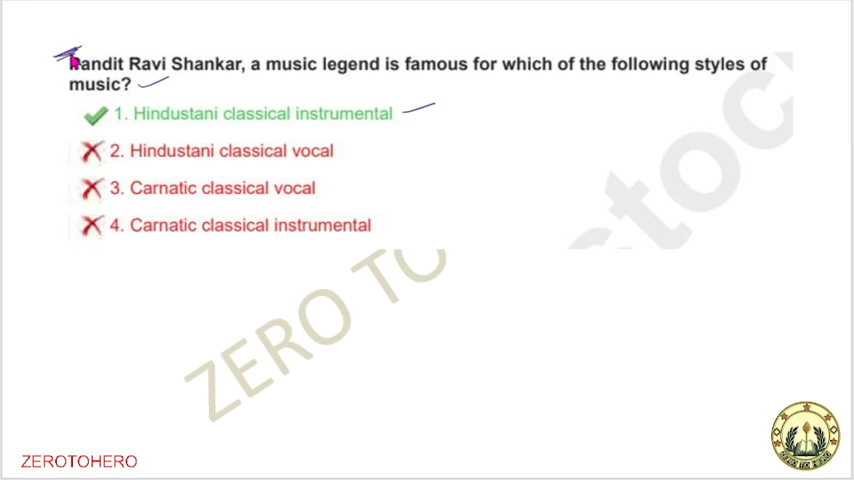 Pandit Ravi Shankar, a music legend is famous for which of the following styles of
music?
1. Hindustani classical instrumental
2. Hindustani classical vocal
3. Carnatic classical vocal
4. Carnatic classical instrumental
ZERO TO
ZEROTOHERO